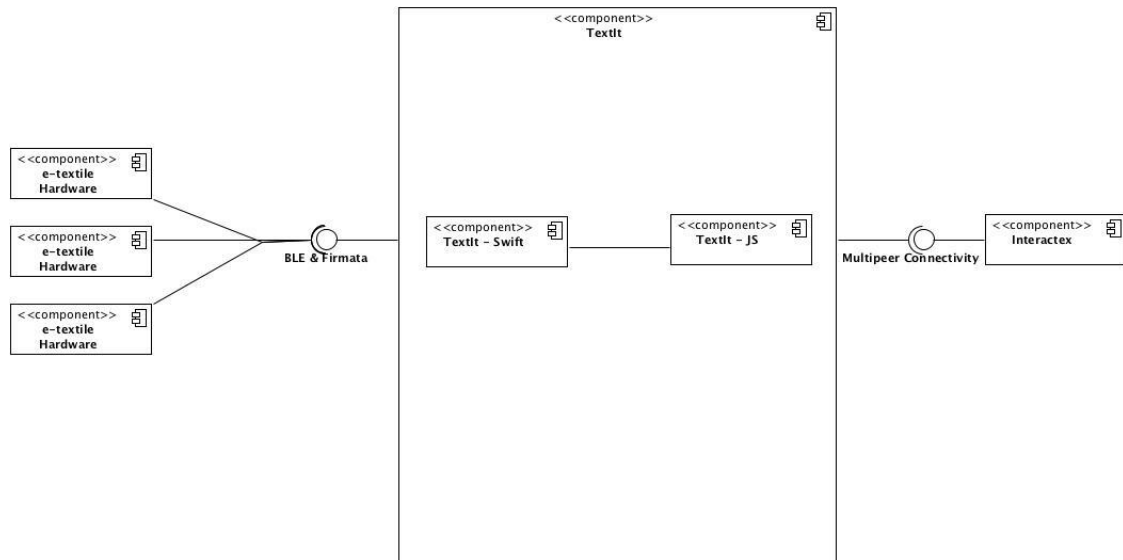 <<component>>
TextIt
<<component>>
e-textile
Hardware
<<component>>
e-textile
Hardware
<<component>>
e-textile
Hardware
BLE & Firmata
<<component>>
TextIt - Swift
<<component>>
TextIt - JS
Multipeer Connectivity
<<component>>
Interactex